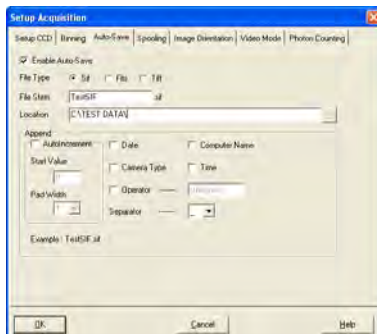 Setup Acquisition
Setup CCD Binning Auto-Save Spooling Image Orientation Video Mode Photon Counting
Enable Auto-Save
File Type Sif Fits Tiff
File Stem TestSIF .sif
Location C:\TEST DATA\ ...
Append
AutoIncrement Date Computer Name
Start Value Camera Type Time
Operator
Pad Width
Separator _
Example : TestSIF.sif
OK Cancel Help